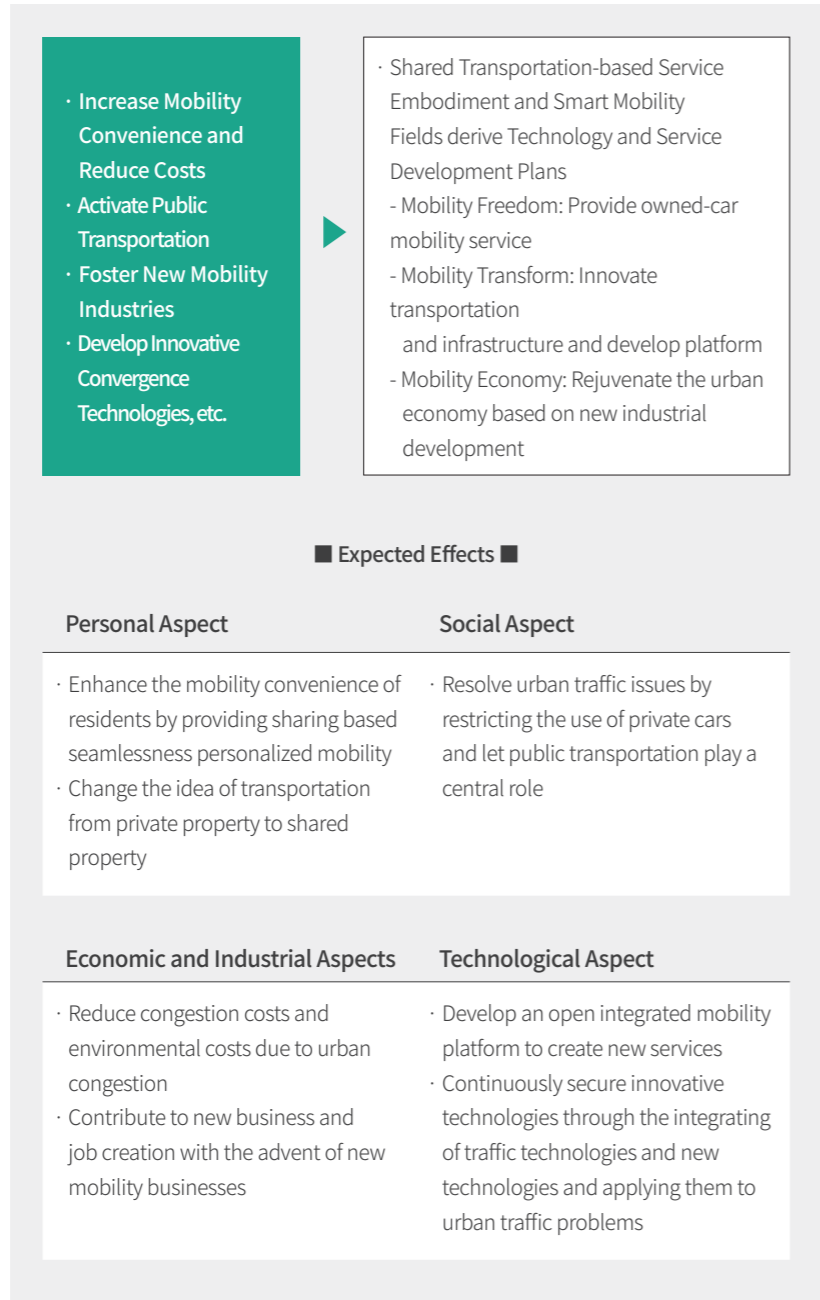 · Increase Mobility
Convenience and
Reduce Costs
· Activate Public
Transportation
· Foster New Mobility
Industries
· Develop Innovative
Convergence
Technologies, etc.
· Shared Transportation-based Service
Embodiment and Smart Mobility
Fields derive Technology and Service
Development Plans
- Mobility Freedom: Provide owned-car
mobility service
- Mobility Transform: Innovate
transportation
and infrastructure and develop platform
- Mobility Economy: Rejuvenate the urban
economy based on new industrial
development
■ Expected Effects ■
Personal Aspect
· Enhance the mobility convenience of
residents by providing sharing based
seamlessness personalized mobility
· Change the idea of transportation
from private property to shared
property
Social Aspect
· Resolve urban traffic issues by
restricting the use of private cars
and let public transportation play a
central role
Economic and Industrial Aspects
· Reduce congestion costs and
environmental costs due to urban
congestion
· Contribute to new business and
job creation with the advent of new
mobility businesses
Technological Aspect
· Develop an open integrated mobility
platform to create new services
· Continuously secure innovative
technologies through the integrating
of traffic technologies and new
technologies and applying them to
urban traffic problems